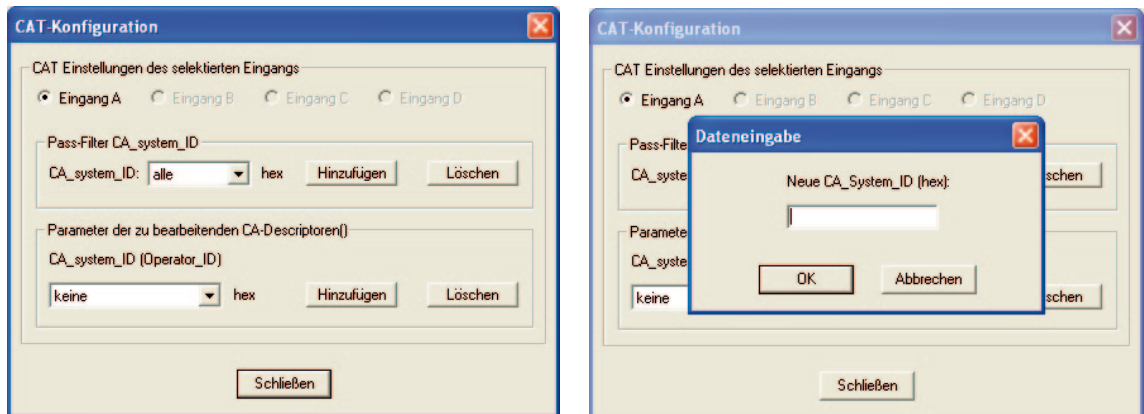 CAT-Konfiguration
CAT Einstellungen des selektierten Eingangs
Eingang A Eingang B Eingang C Eingang D
Pass-Filter CA_system_ID
CA_system_ID: alle hex Hinzufügen Löschen
Parameter der zu bearbeitenden CA-Descriptoren()
CA_system_ID (Operator_ID)
keine hex Hinzufügen Löschen
Schließen
CAT-Konfiguration
CAT Einstellungen des selektierten Eingangs
Eingang A Eingang B Eingang C Eingang D
Pass-Filte
CA_syste schen
Paramete
CA_syste
keine schen
Dateneingabe
Neue CA_System_ID (hex):
OK Abbrechen
Schließen